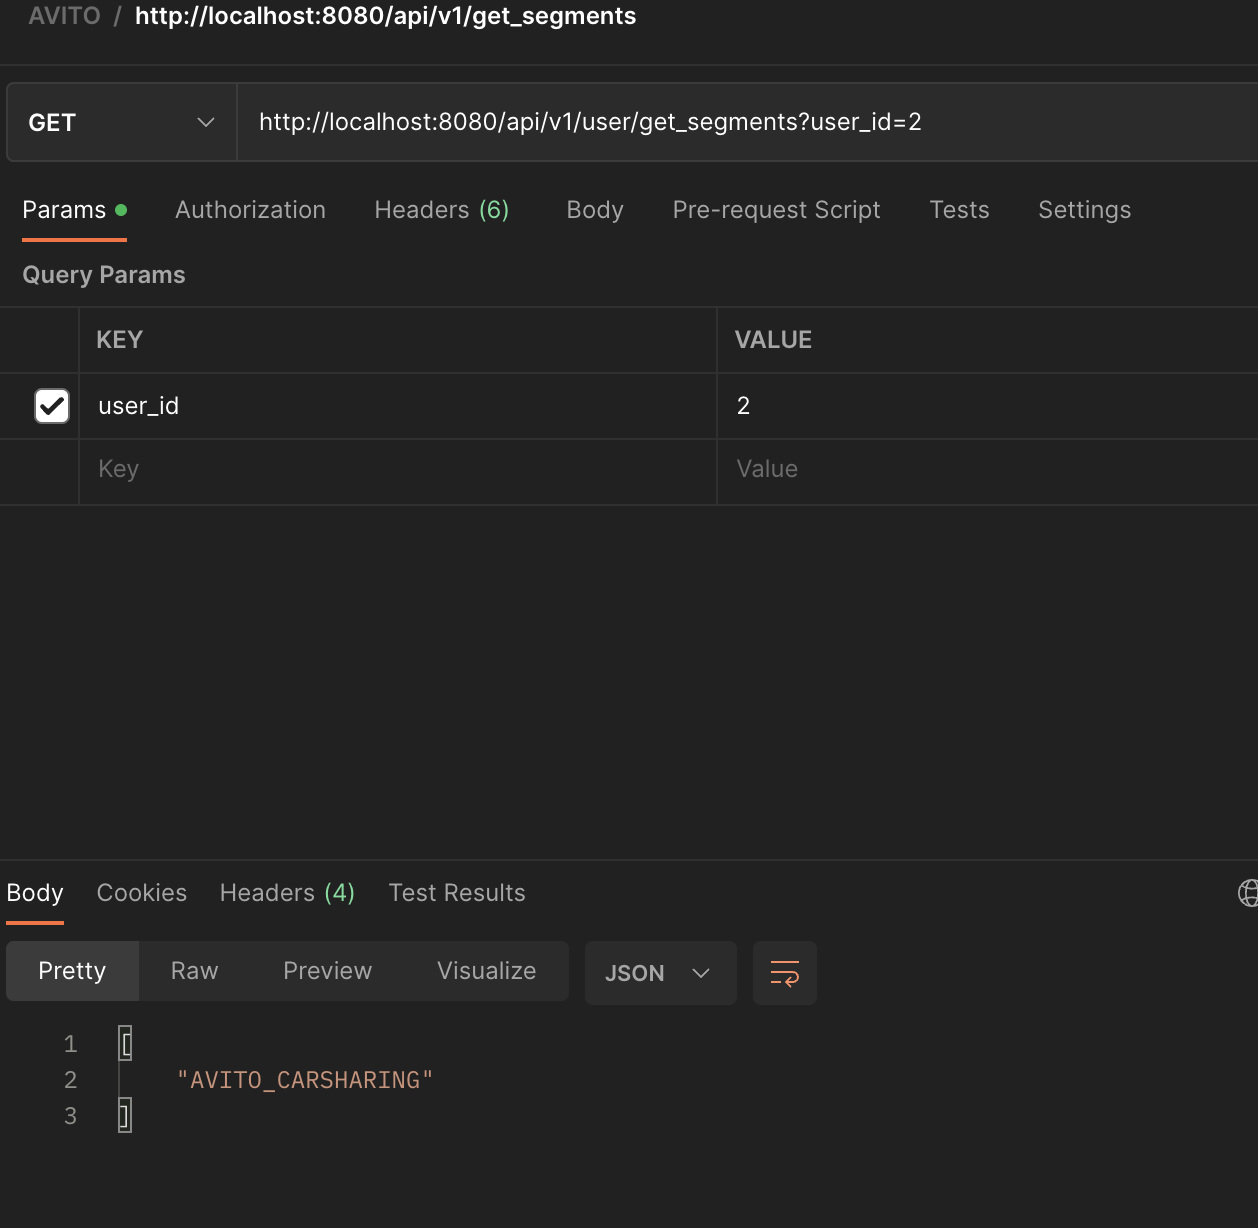 AVITO / http://localhost:8080/api/v1/get_segments
GET http://localhost:8080/api/v1/user/get_segments?user_id=2
Params Authorization Headers (6) Body Pre-request Script Tests Settings
Query Params
KEY VALUE
user_id 2
Key Value
Body Cookies Headers (4) Test Results
Pretty Raw Preview Visualize JSON
1 [
2 "AVITO_CARSHARING"
3 ]